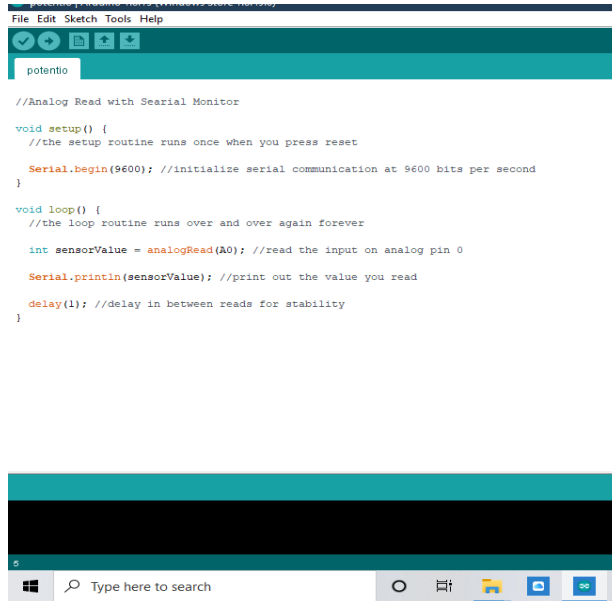 File Edit Sketch Tools Help
potentio
//Analog Read with Searial Monitor
void setup() {
//the setup routine runs once when you press reset
Serial.begin(9600); //initialize serial communication at 9600 bits per second
}
void loop() {
//the loop routine runs over and over again forever
int sensorValue = analogRead(A0); //read the input on analog pin 0
Serial.println(sensorValue); //print out the value you read
delay(1); //delay in between reads for stability
}
5
Type here to search